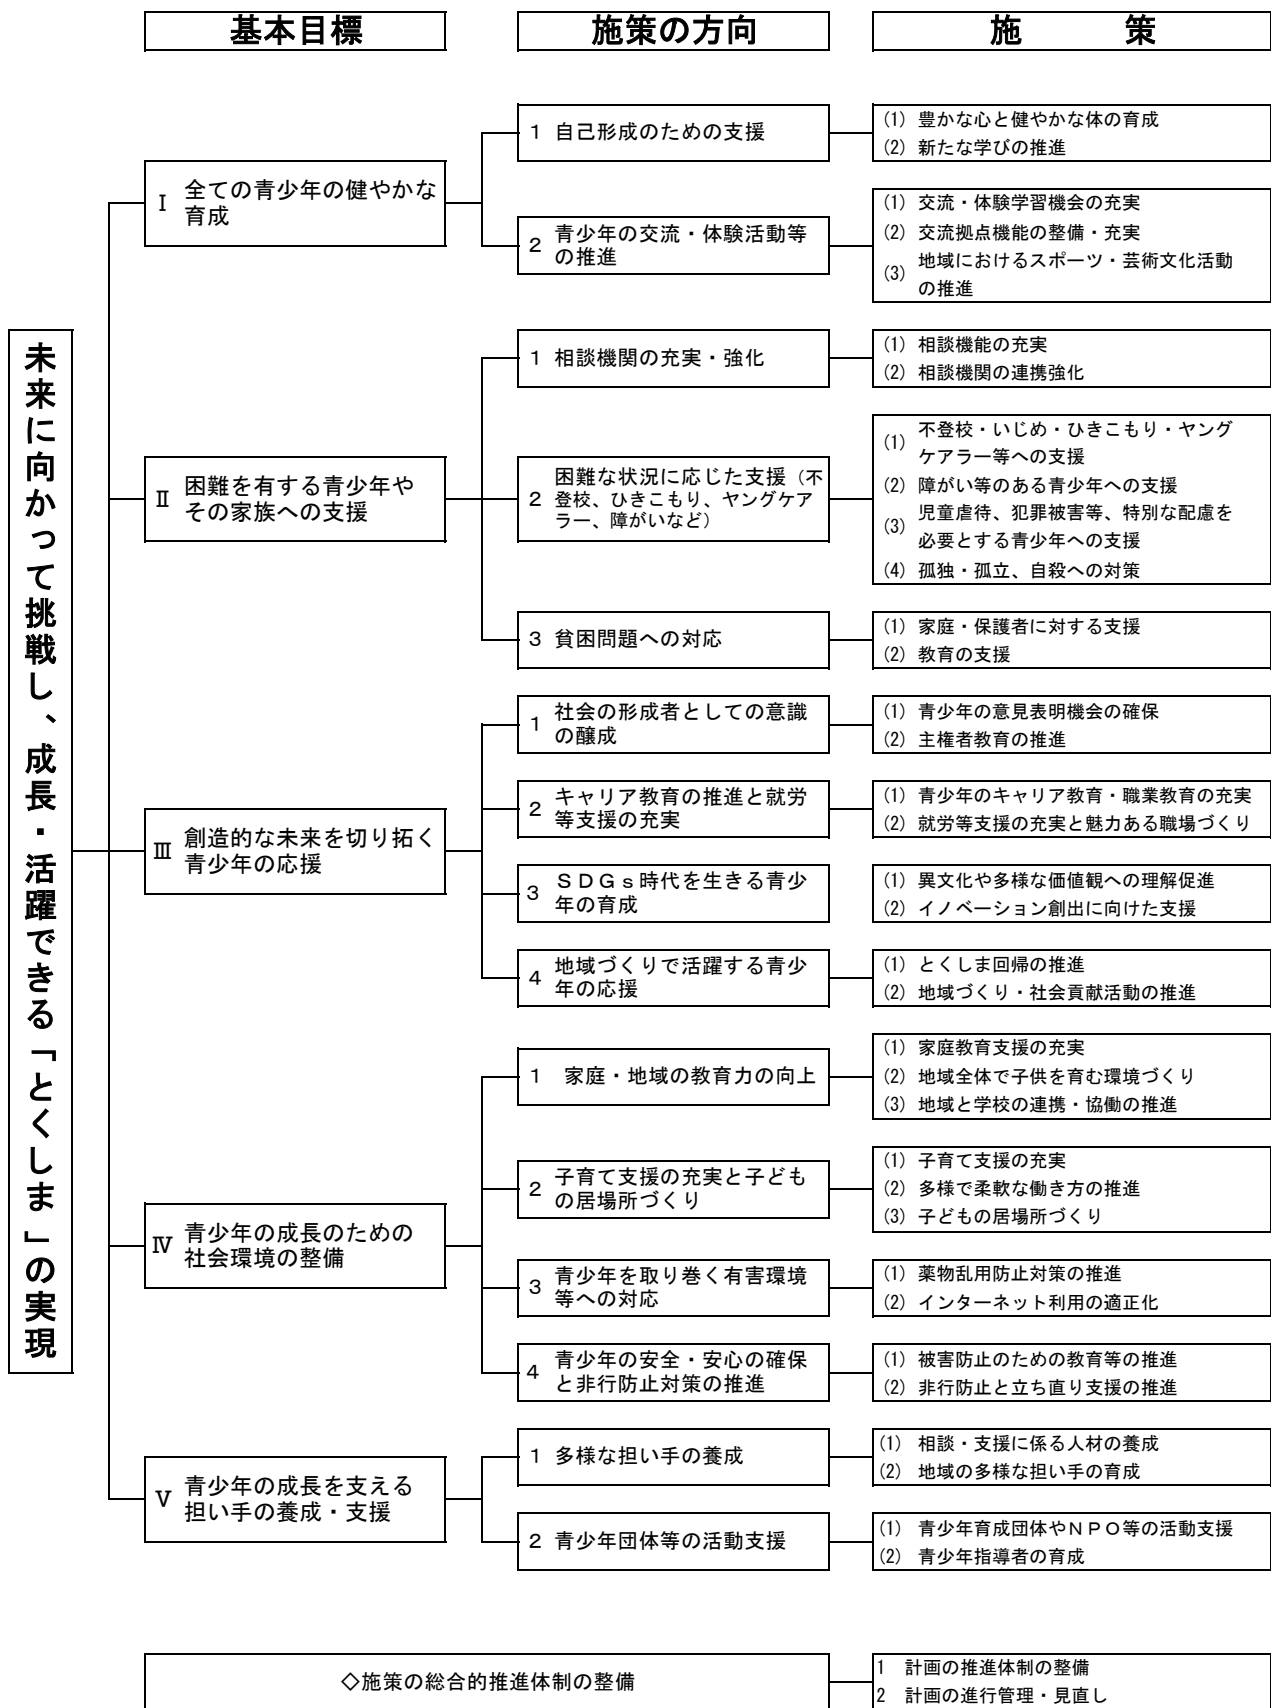 基本目標
施策の方向
施　　策
未来に向かって挑戦し、成長・活躍できる「とくしま」の実現
Ⅰ 全ての青少年の健やかな
育成
1 自己形成のための支援
(1) 豊かな心と健やかな体の育成
(2) 新たな学びの推進
2 青少年の交流・体験活動等
の推進
(1) 交流・体験学習機会の充実
(2) 交流拠点機能の整備・充実
(3) 地域におけるスポーツ・芸術文化活動
の推進
Ⅱ 困難を有する青少年や
その家族への支援
1 相談機関の充実・強化
(1) 相談機能の充実
(2) 相談機関の連携強化
2 困難な状況に応じた支援（不
登校、ひきこもり、ヤングケア
ラー、障がいなど）
(1) 不登校・いじめ・ひきこもり・ヤング
ケアラー等への支援
(2) 障がい等のある青少年への支援
(3) 児童虐待、犯罪被害等、特別な配慮を
必要とする青少年への支援
(4) 孤独・孤立、自殺への対策
3 貧困問題への対応
(1) 家庭・保護者に対する支援
(2) 教育の支援
Ⅲ 創造的な未来を切り拓く
青少年の応援
1 社会の形成者としての意識
の醸成
(1) 青少年の意見表明機会の確保
(2) 主権者教育の推進
2 キャリア教育の推進と就労
等支援の充実
(1) 青少年のキャリア教育・職業教育の充実
(2) 就労等支援の充実と魅力ある職場づくり
3 ＳＤＧｓ時代を生きる青少
年の育成
(1) 異文化や多様な価値観への理解促進
(2) イノベーション創出に向けた支援
4 地域づくりで活躍する青少
年の応援
(1) とくしま回帰の推進
(2) 地域づくり・社会貢献活動の推進
Ⅳ 青少年の成長のための
社会環境の整備
1 家庭・地域の教育力の向上
(1) 家庭教育支援の充実
(2) 地域全体で子供を育む環境づくり
(3) 地域と学校の連携・協働の推進
2 子育て支援の充実と子ども
の居場所づくり
(1) 子育て支援の充実
(2) 多様で柔軟な働き方の推進
(3) 子どもの居場所づくり
3 青少年を取り巻く有害環境
等への対応
(1) 薬物乱用防止対策の推進
(2) インターネット利用の適正化
4 青少年の安全・安心の確保
と非行防止対策の推進
(1) 被害防止のための教育等の推進
(2) 非行防止と立ち直り支援の推進
Ⅴ 青少年の成長を支える
担い手の養成・支援
1 多様な担い手の養成
(1) 相談・支援に係る人材の養成
(2) 地域の多様な担い手の育成
2 青少年団体等の活動支援
(1) 青少年育成団体やＮＰＯ等の活動支援
(2) 青少年指導者の育成
◇施策の総合的推進体制の整備
1 計画の推進体制の整備
2 計画の進行管理・見直し